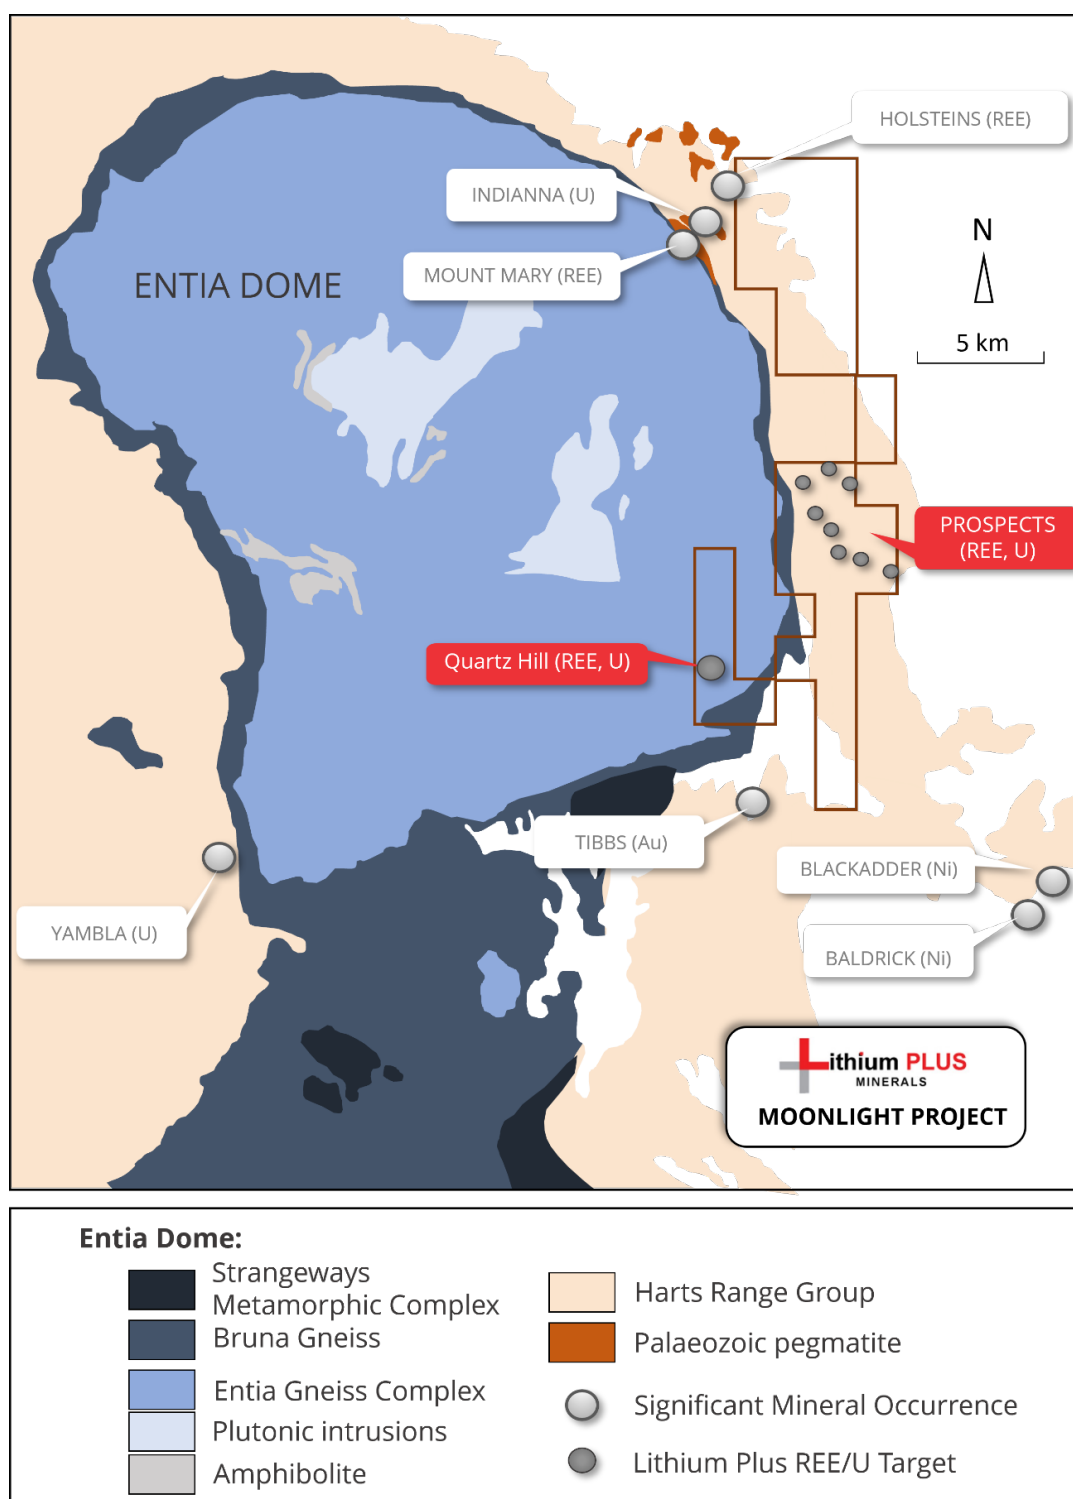 HOLSTEINS (REE)
INDIANNA (U)
MOUNT MARY (REE)
ENTIA DOME
N
5 km
PROSPECTS
(REE, U)
Quartz Hill (REE, U)
TIBBS (Au)
BLACKADDER (Ni)
YAMBLA (U)
BALDRICK (Ni)
Lithium PLUS
MINERALS
MOONLIGHT PROJECT
Entia Dome:
Strangeways
Metamorphic Complex
Bruna Gneiss
Entia Gneiss Complex
Plutonic intrusions
Amphibolite
Harts Range Group
Palaeozoic pegmatite
Significant Mineral Occurrence
Lithium Plus REE/U Target